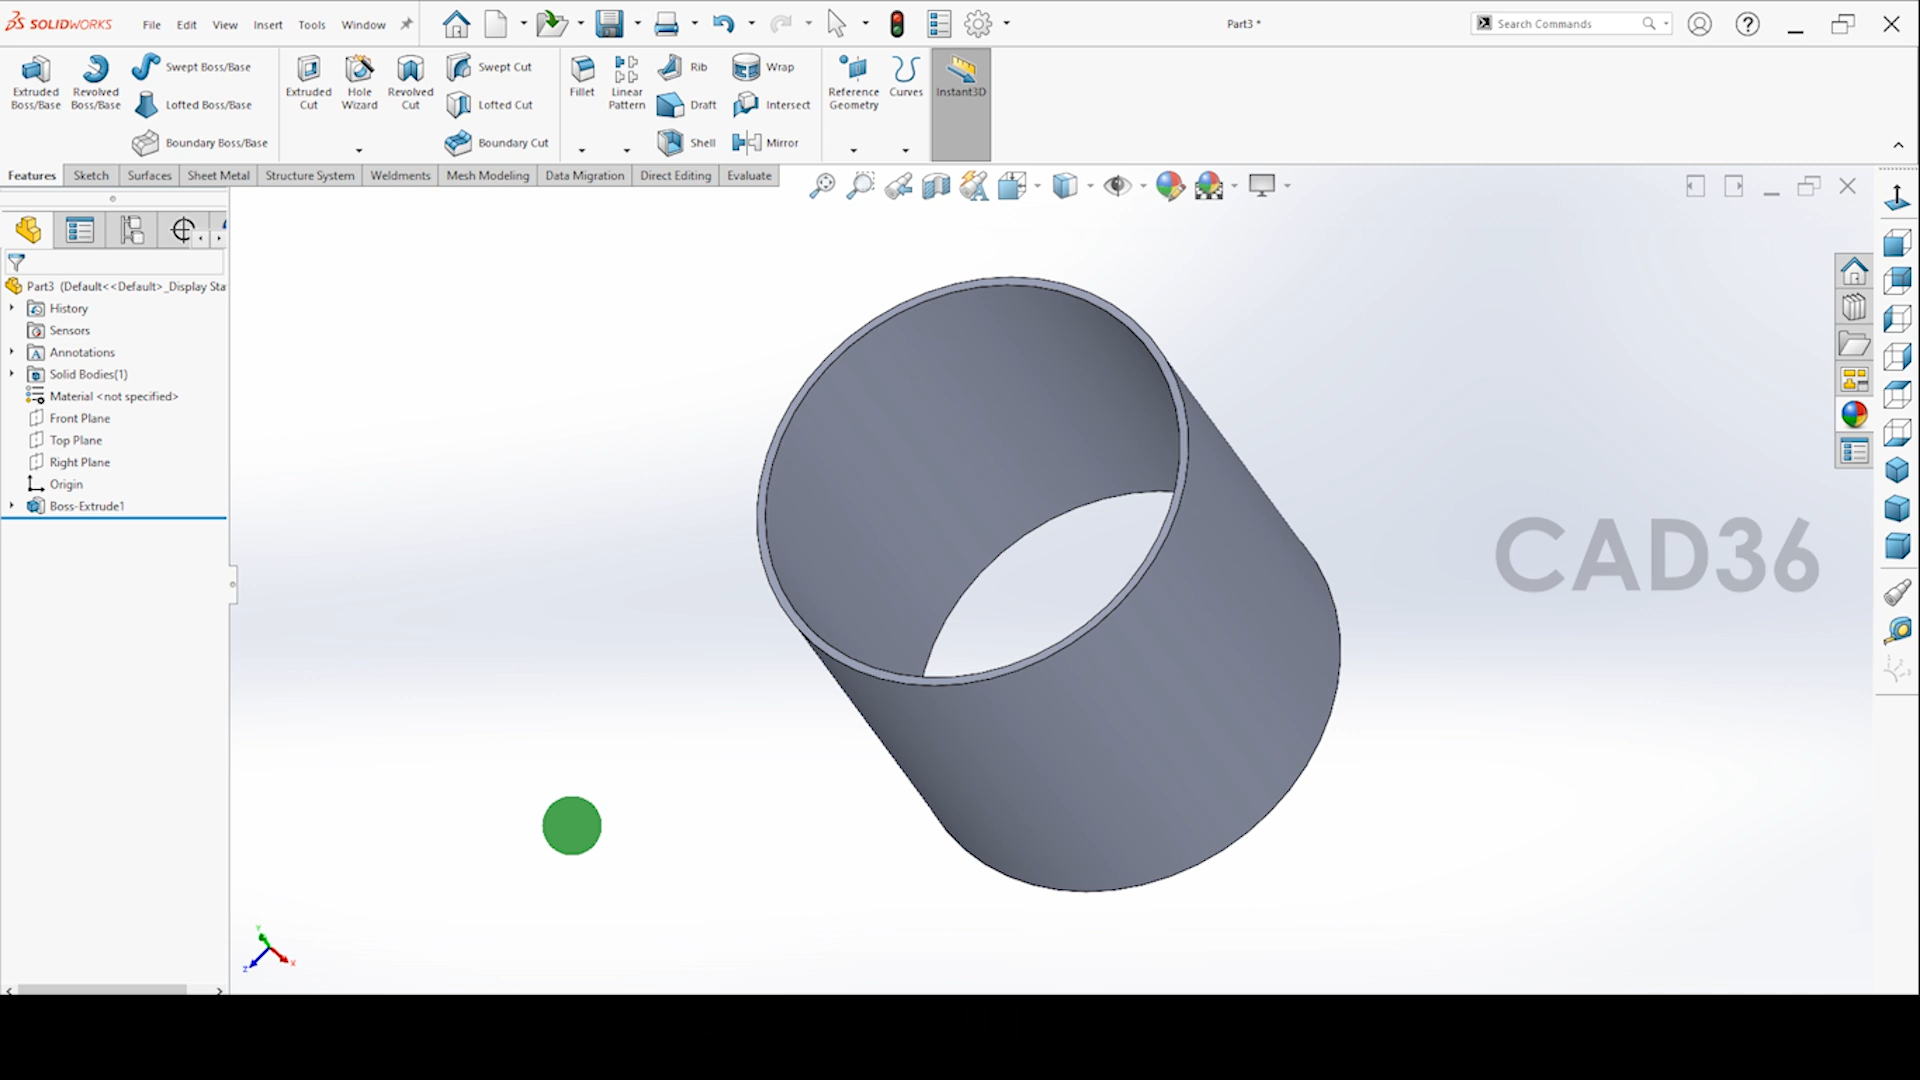 SOLIDWORKS File Edit View Insert Tools Window Part3 * Search Commands
Extruded Boss/Base
Revolved Boss/Base
Swept Boss/Base
Lofted Boss/Base
Boundary Boss/Base
Extruded Cut
Hole Wizard
Revolved Cut
Swept Cut
Lofted Cut
Boundary Cut
Fillet
Linear Pattern
Rib
Draft
Shell
Wrap
Intersect
Mirror
Reference Geometry
Curves
Instant3D
Features Sketch Surfaces Sheet Metal Structure System Weldments Mesh Modeling Data Migration Direct Editing Evaluate
Part3 (Default<<Default>_Display Sta
History
Sensors
Annotations
Solid Bodies(1)
Material <not specified>
Front Plane
Top Plane
Right Plane
Origin
Boss-Extrude1
CAD36
Y
X
Z